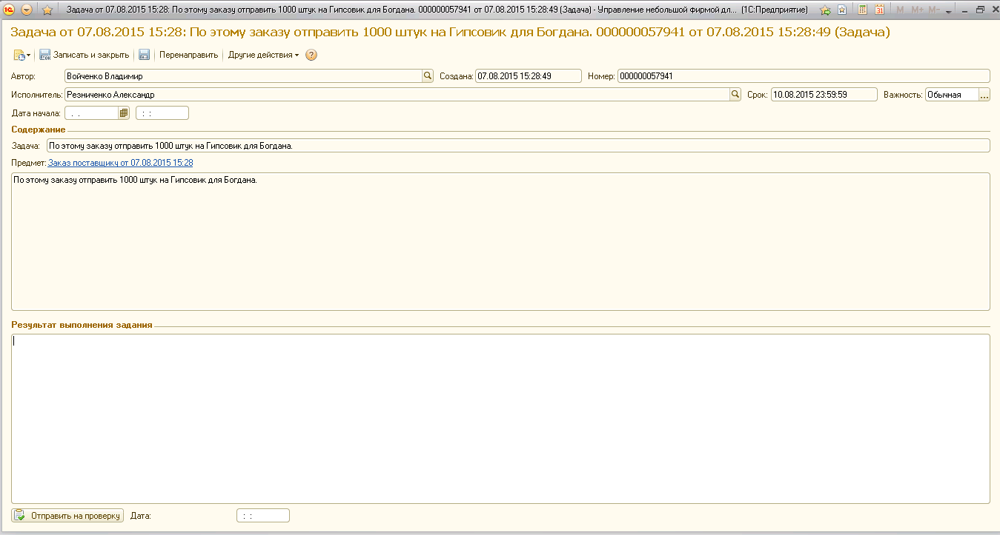 Задача от 07.08.2015 15:28: По этому заказу отправить 1000 штук на Гипсовик для Богдана. 000000057941 от 07.08.2015 15:28:49 (Задача) - Управление небольшой фирмой дл... (1С:Предприятие) M M+ M-
Задача от 07.08.2015 15:28: По этому заказу отправить 1000 штук на Гипсовик для Богдана. 000000057941 от 07.08.2015 15:28:49 (Задача)
Записать и закрыть Перенаправить Другие действия ?
Автор: Войченко Владимир Создана: 07.08.2015 15:28:49 Номер: 000000057941
Исполнитель: Резниченко Александр Срок: 10.08.2015 23:59:59 Важность: Обычная ...
Дата начала: . . : :
Содержание
Задача: По этому заказу отправить 1000 штук на Гипсовик для Богдана.
Предмет: Заказ поставщику от 07.08.2015 15:28
По этому заказу отправить 1000 штук на Гипсовик для Богдана.
Результат выполнения задания
Отправить на проверку Дата: : :